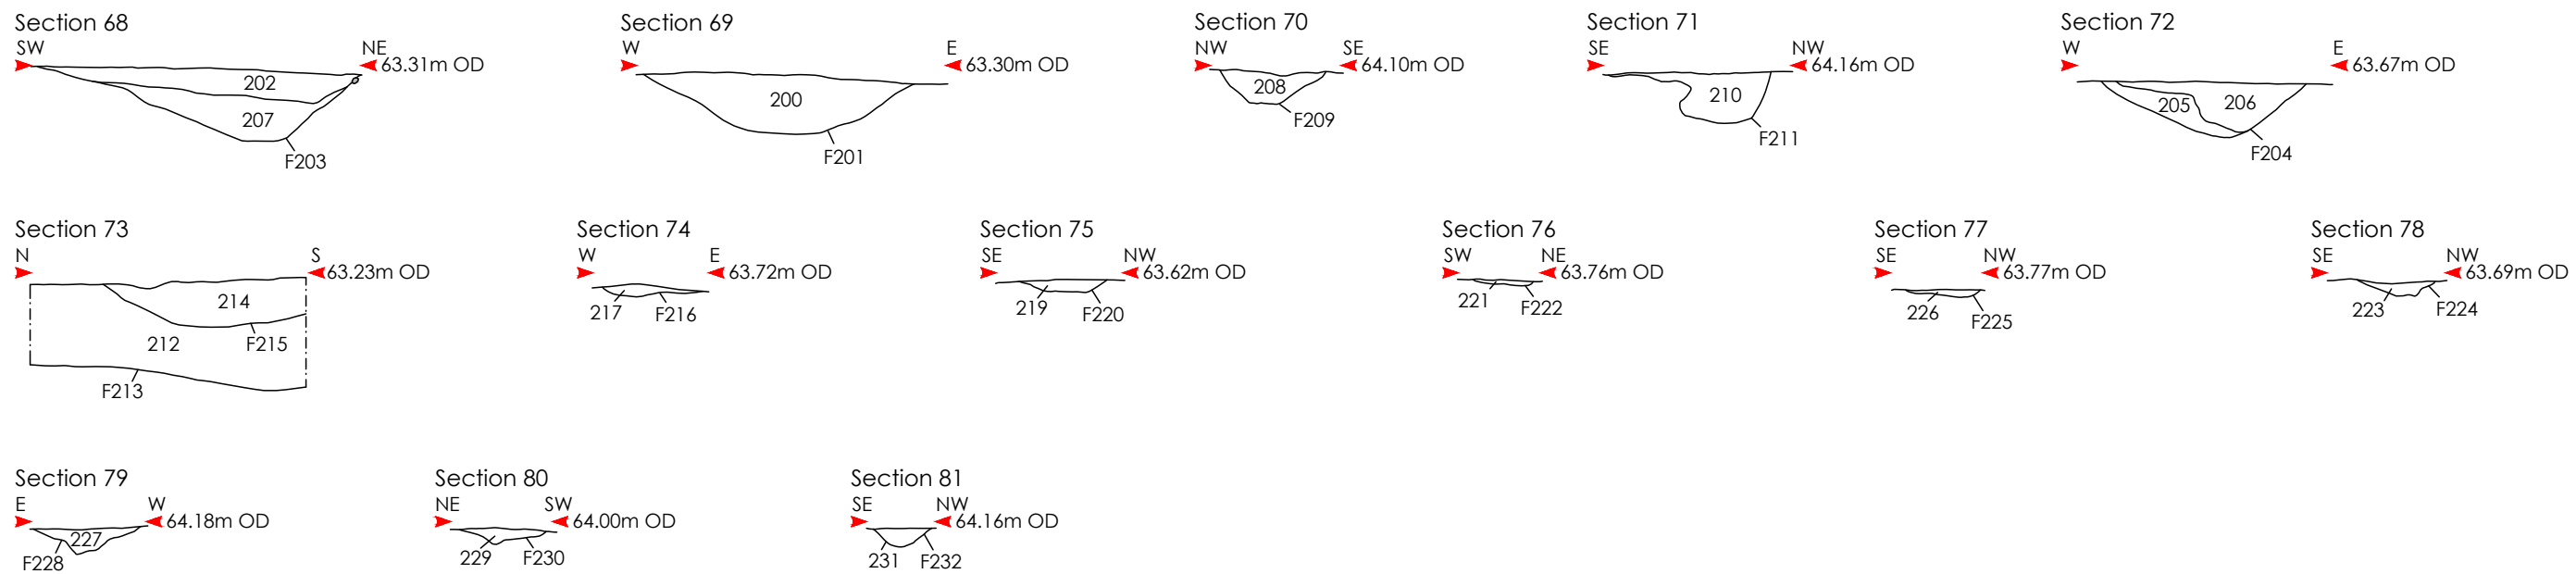 Section 68
SW NE
63.31m OD
202
207
F203
Section 69
W E
63.30m OD
200
F201
Section 70
NW SE
64.10m OD
208
F209
Section 71
SE NW
64.16m OD
210
F211
Section 72
W E
63.67m OD
205 206
F204
Section 73
N S
63.23m OD
214
212 F215
F213
Section 74
W E
63.72m OD
217 F216
Section 75
SE NW
63.62m OD
219 F220
Section 76
SW NE
63.76m OD
221 F222
Section 77
SE NW
63.77m OD
226 F225
Section 78
SE NW
63.69m OD
223 F224
Section 79
E W
64.18m OD
227
F228
Section 80
NE SW
64.00m OD
229 F230
Section 81
SE NW
64.16m OD
231 F232